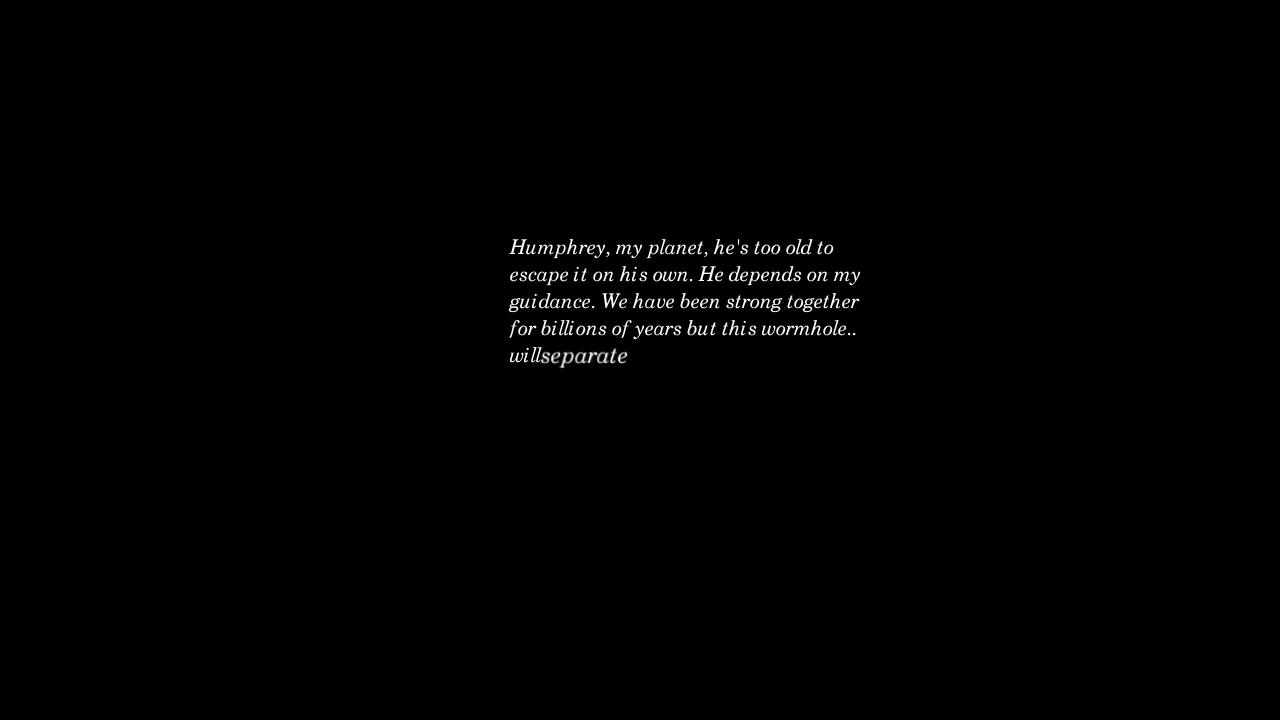 Humphrey, my planet, he's too old to
escape it on his own. He depends on my
guidance. We have been strong together
for billions of years but this wormhole..
willseparate